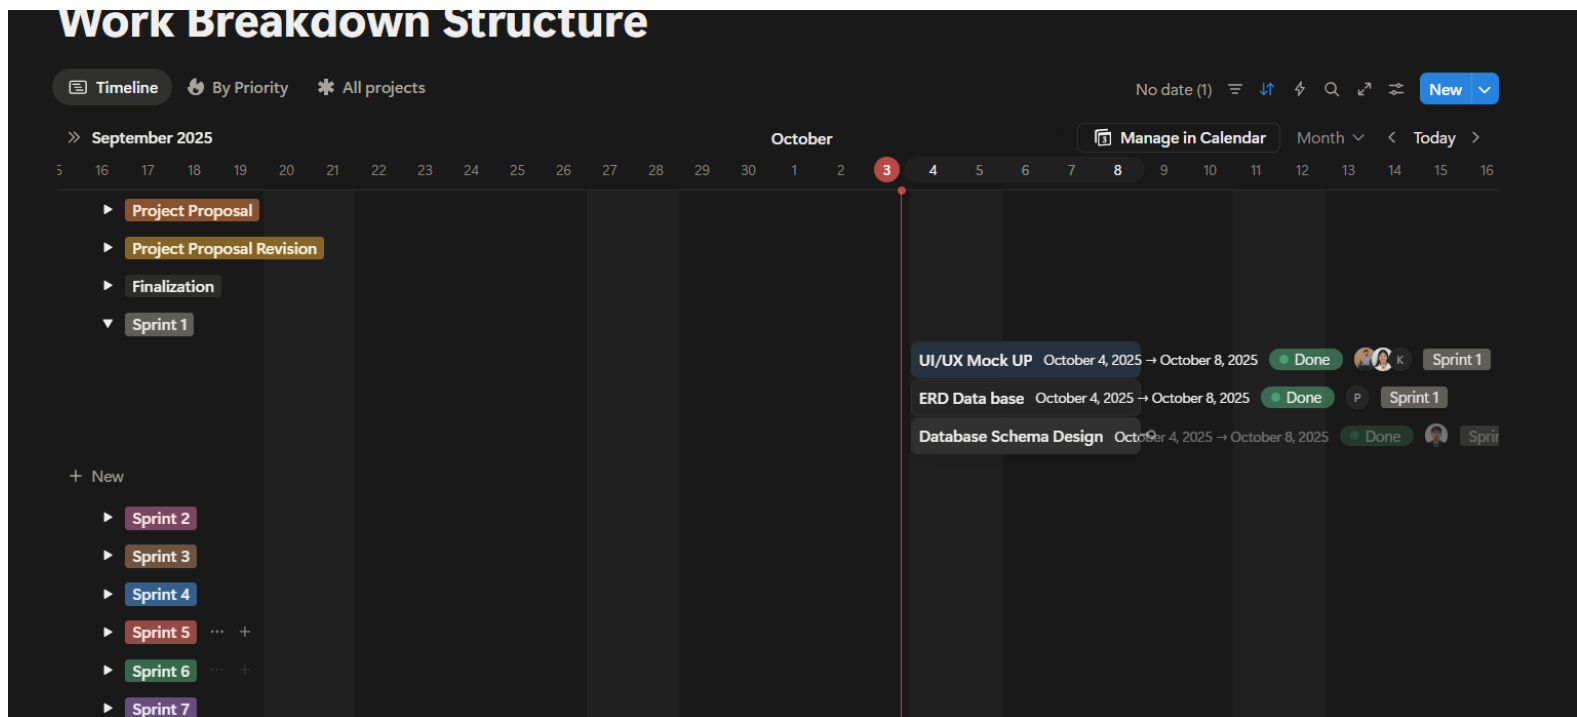 Work Breakdown Structure
Timeline By Priority All projects No date (1) New
September 2025 October Manage in Calendar Month Today
16 17 18 19 20 21 22 23 24 25 26 27 28 29 30 1 2 3 4 5 6 7 8 9 10 11 12 13 14 15 16
Project Proposal
Project Proposal Revision
Finalization
Sprint 1
UI/UX Mock UP October 4, 2025 → October 8, 2025 Done K Sprint 1
ERD Data base October 4, 2025 → October 8, 2025 Done P Sprint 1
Database Schema Design October 4, 2025 → October 8, 2025 Done Sprin
+ New
Sprint 2
Sprint 3
Sprint 4
Sprint 5
Sprint 6
Sprint 7